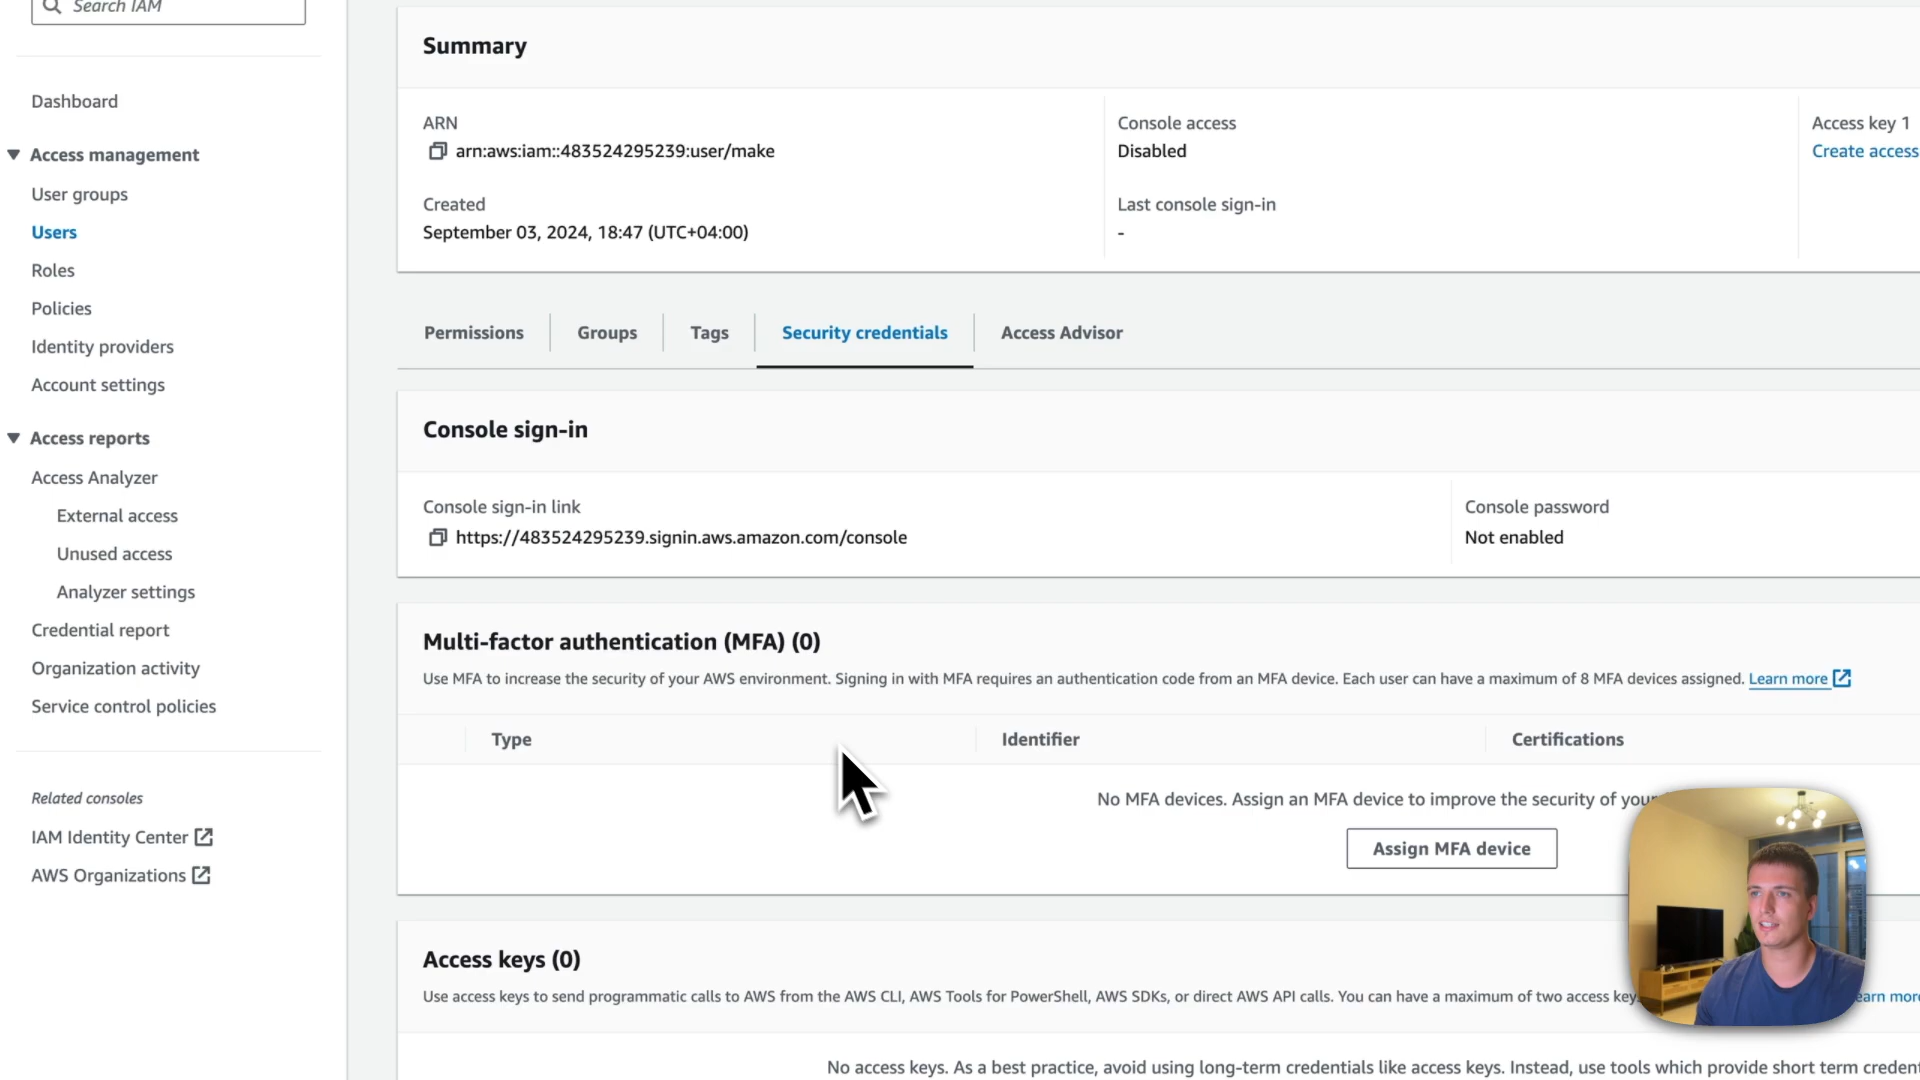 Search IAM
Dashboard
Access management
User groups
Users
Roles
Policies
Identity providers
Account settings
Access reports
Access Analyzer
External access
Unused access
Analyzer settings
Credential report
Organization activity
Service control policies
Related consoles
IAM Identity Center
AWS Organizations
Summary
ARN
arn:aws:iam::483524295239:user/make
Created
September 03, 2024, 18:47 (UTC+04:00)
Console access
Disabled
Last console sign-in
-
Access key 1
Create access
Permissions
Groups
Tags
Security credentials
Access Advisor
Console sign-in
Console sign-in link
https://483524295239.signin.aws.amazon.com/console
Console password
Not enabled
Multi-factor authentication (MFA) (0)
Use MFA to increase the security of your AWS environment. Signing in with MFA requires an authentication code from an MFA device. Each user can have a maximum of 8 MFA devices assigned. Learn more
Type
Identifier
Certifications
No MFA devices. Assign an MFA device to improve the security of your
Assign MFA device
Access keys (0)
Use access keys to send programmatic calls to AWS from the AWS CLI, AWS Tools for PowerShell, AWS SDKs, or direct AWS API calls. You can have a maximum of two access key earn more
No access keys. As a best practice, avoid using long-term credentials like access keys. Instead, use tools which provide short term creden